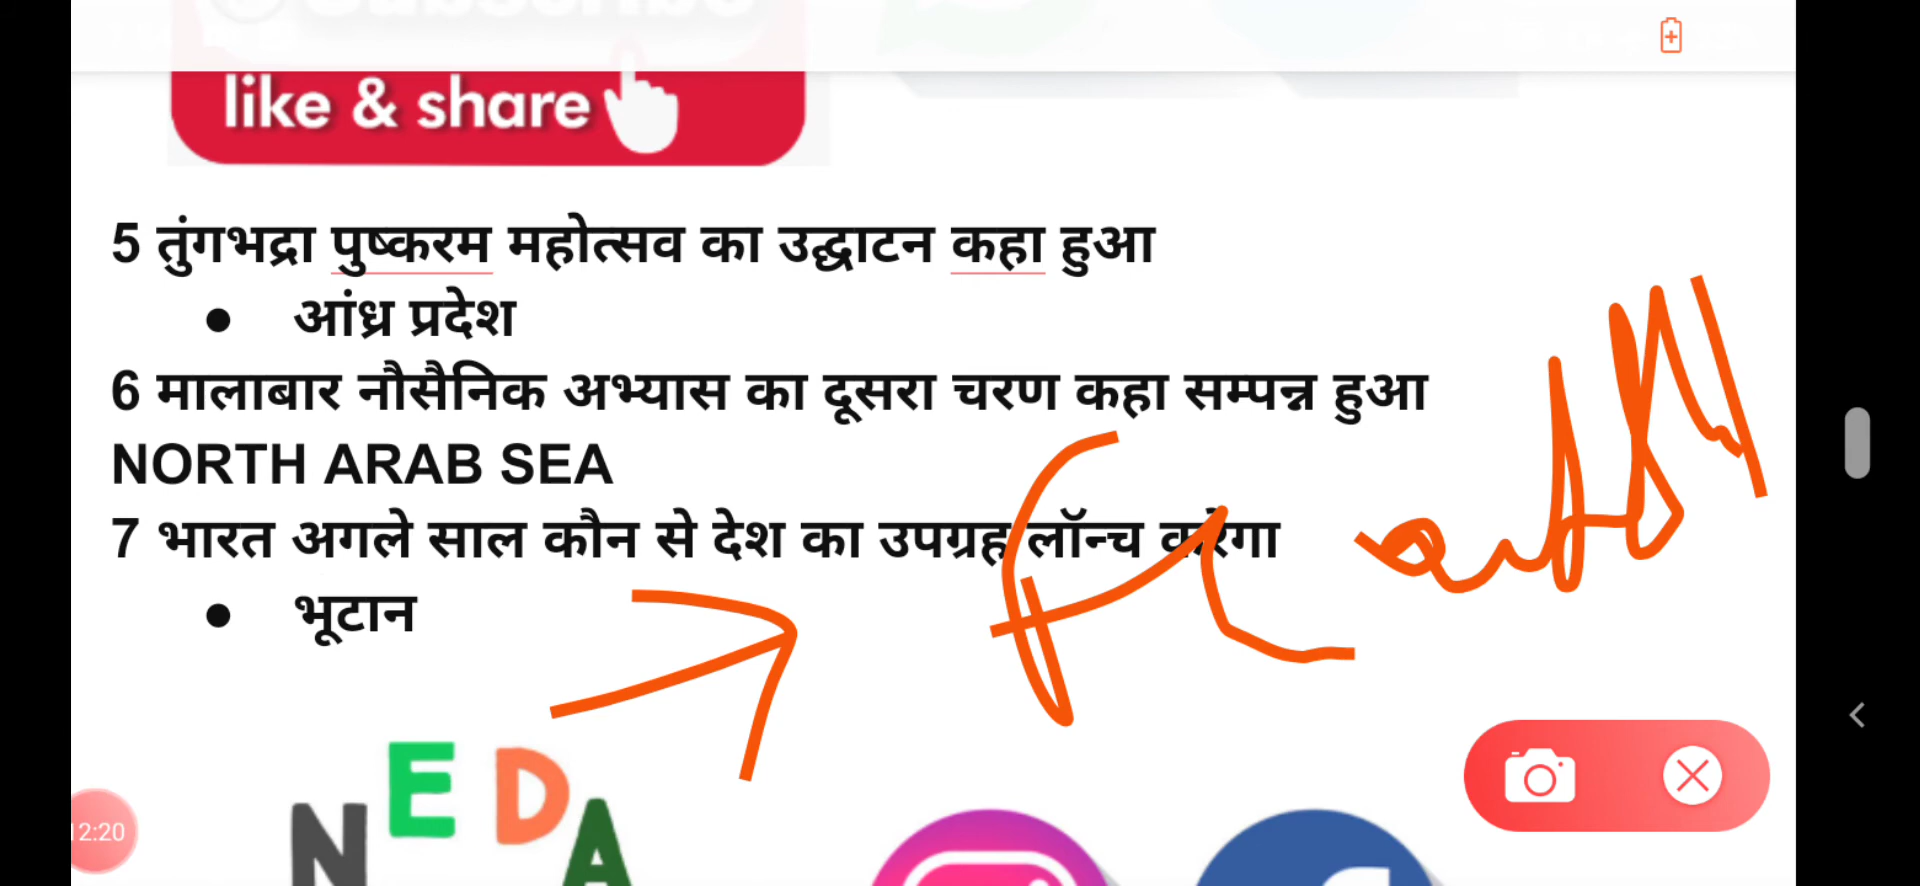 like & share
5 तुंगभद्रा पुष्करम महोत्सव का उद्घाटन कहा हुआ
● आंध्र प्रदेश
6 मालाबार नौसैनिक अभ्यास का दूसरा चरण कहा सम्पन्न हुआ
NORTH ARAB SEA
7 भारत अगले साल कौन से देश का उपग्रह लॉन्च करेगा
● भूटान
NEDA
12:20